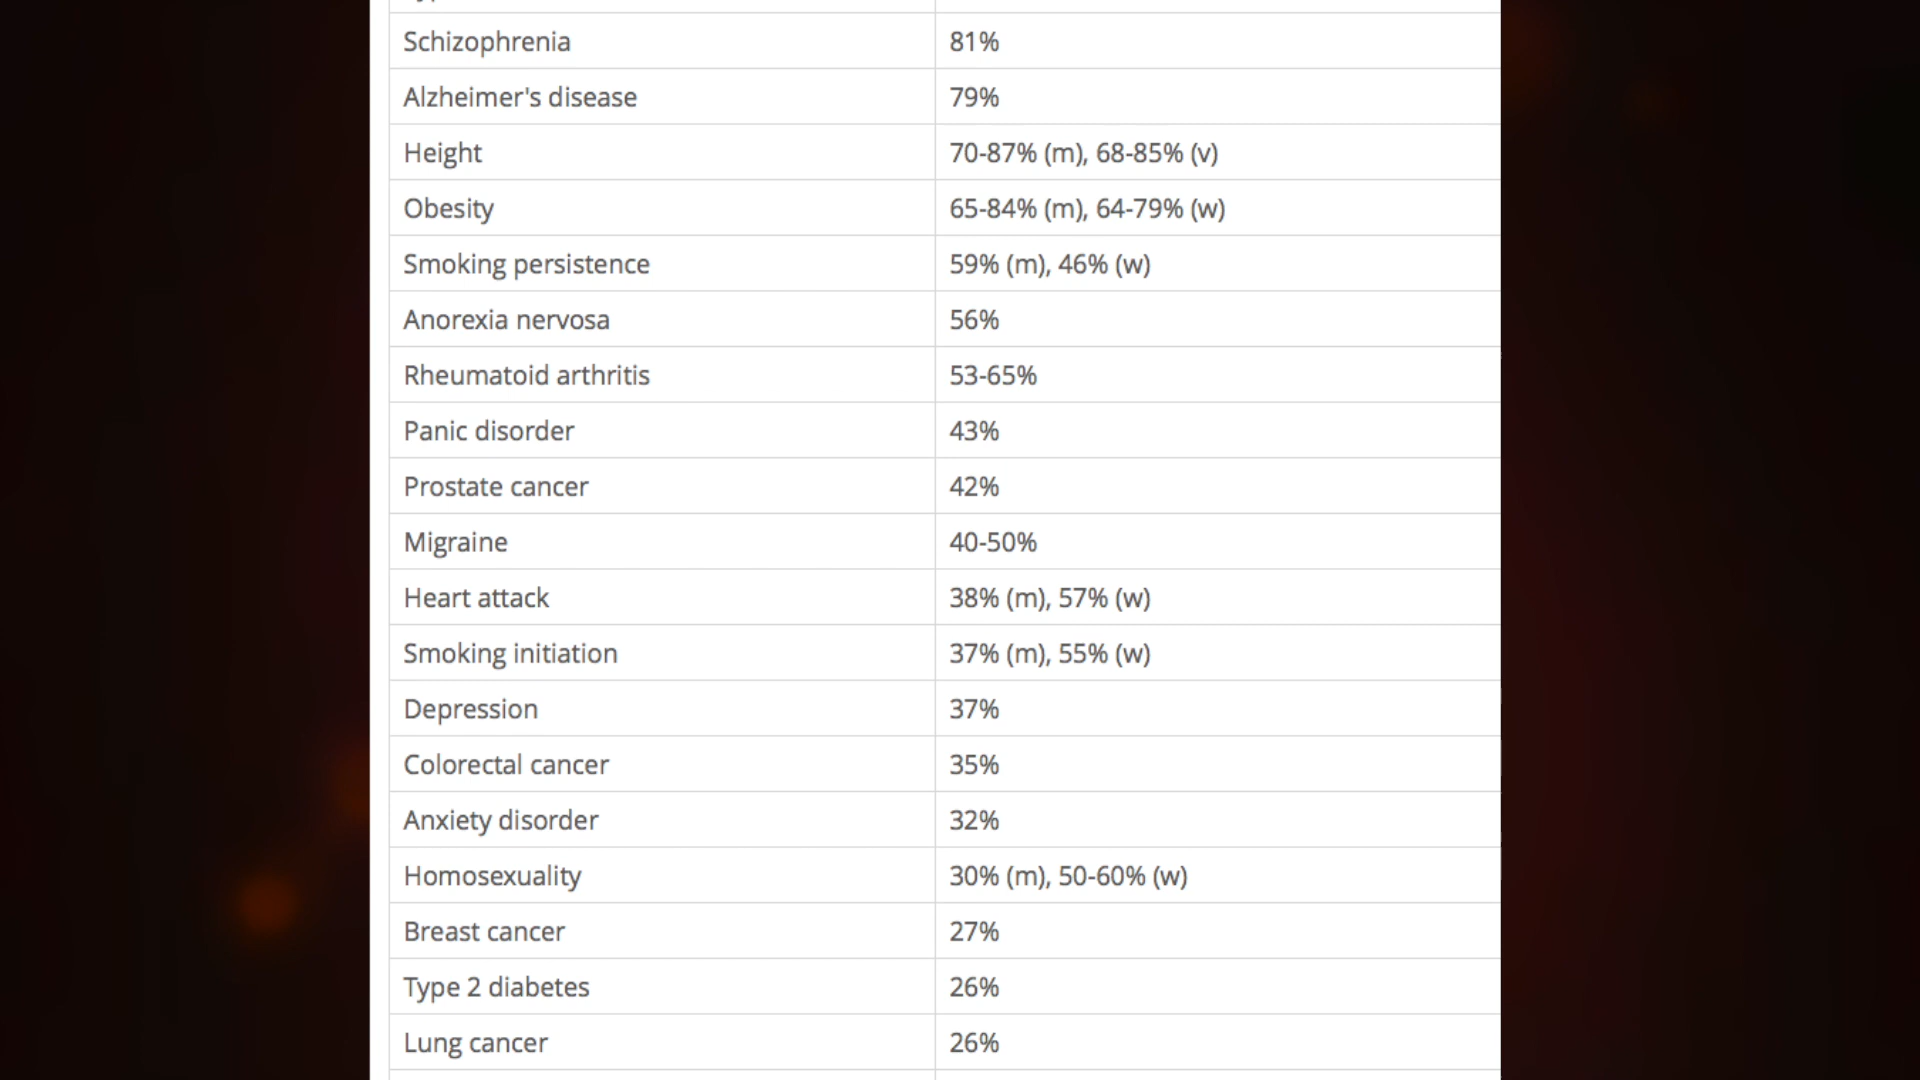 Schizophrenia 81%
Alzheimer's disease 79%
Height 70-87% (m), 68-85% (v)
Obesity 65-84% (m), 64-79% (w)
Smoking persistence 59% (m), 46% (w)
Anorexia nervosa 56%
Rheumatoid arthritis 53-65%
Panic disorder 43%
Prostate cancer 42%
Migraine 40-50%
Heart attack 38% (m), 57% (w)
Smoking initiation 37% (m), 55% (w)
Depression 37%
Colorectal cancer 35%
Anxiety disorder 32%
Homosexuality 30% (m), 50-60% (w)
Breast cancer 27%
Type 2 diabetes 26%
Lung cancer 26%